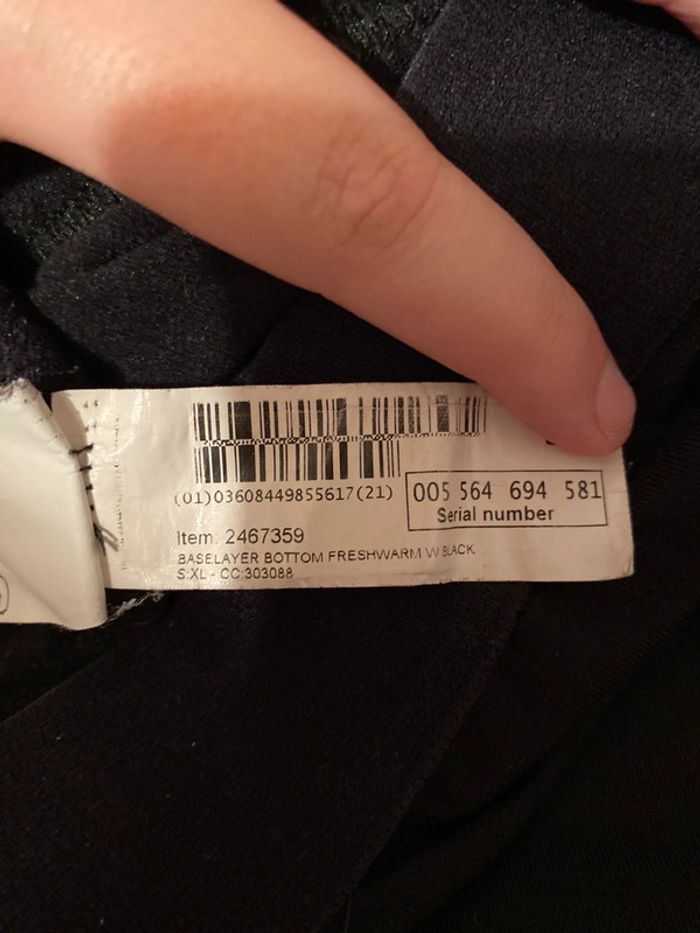 (01)03608449855617(21)
005 564 694 581
Serial number
Item: 2467359
BASELAYER BOTTOM FRESHWARM W BLACK
S:XL - CC:303088